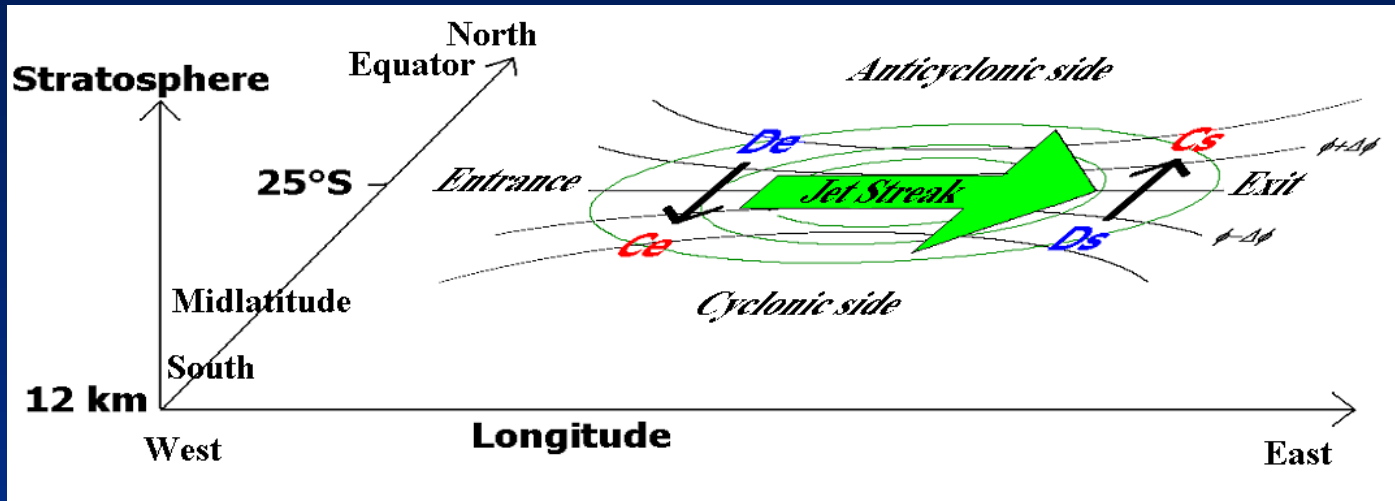 North
Equator
Stratosphere
Anticyclonic side
De
Cs
ϕ+Δϕ
25°S
Entrance
Jet Streak
Exit
Ce
Ds
ϕ-Δϕ
Midlatitude
Cyclonic side
South
12 km
West
Longitude
East